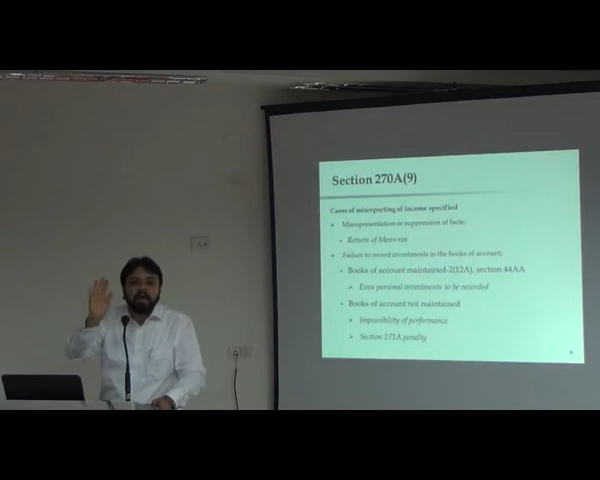 Section 270A(9)
Cases of misreporting of income specified
Misrepresentation or suppression of facts;
Return of Mens-rea
Failure to record investments in the books of account;
Books of account maintained-2(12A), section 44AA
Even personal investments to be recorded
Books of account not maintained
Impossibility of performance
Section 271A penalty